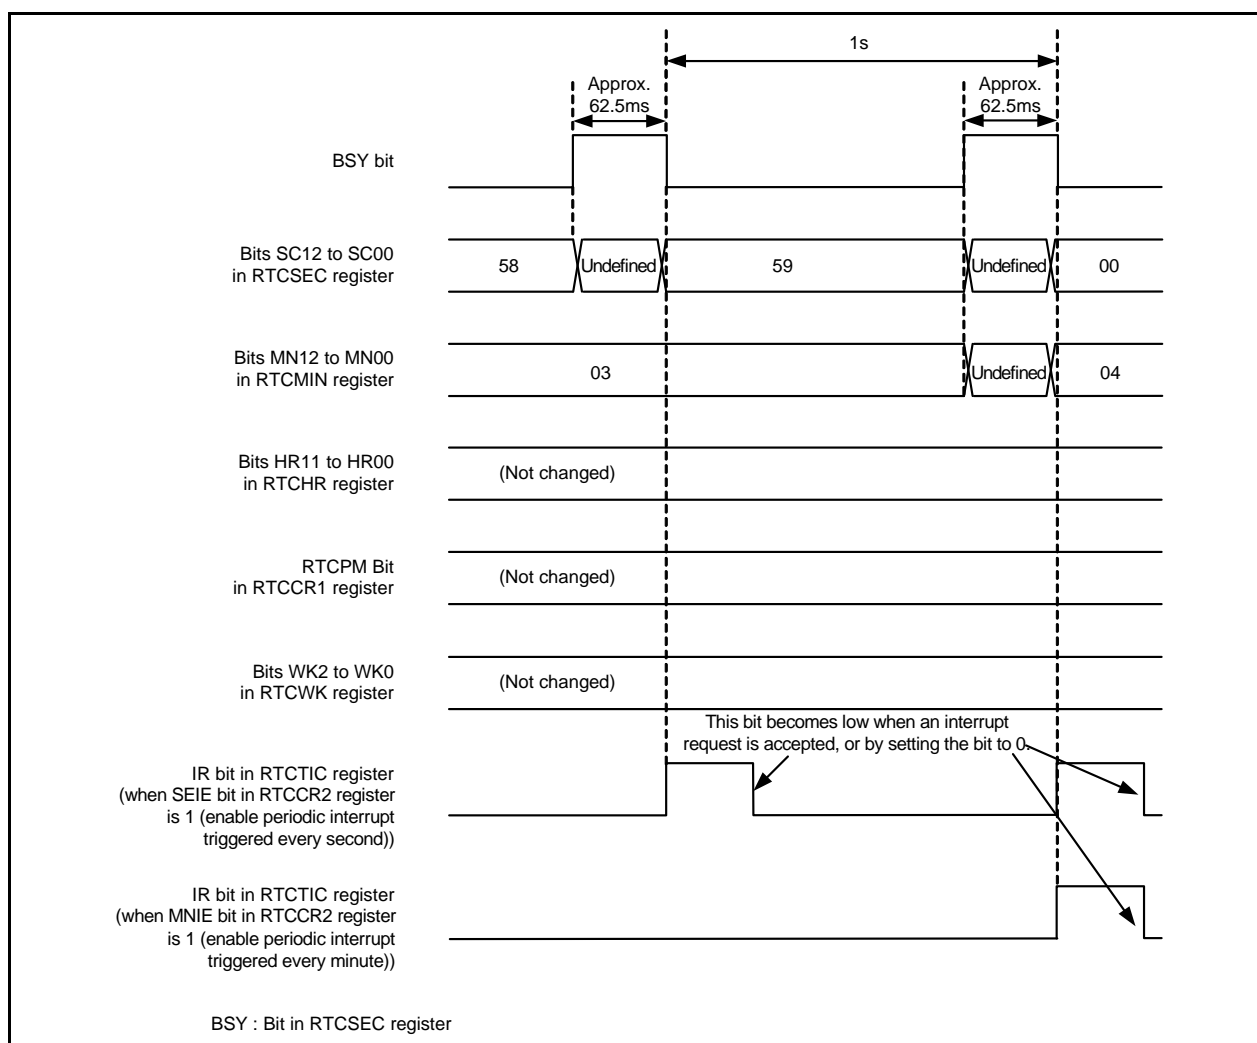 1s
Approx.
62.5ms
Approx.
62.5ms
BSY bit
Bits SC12 to SC00
in RTCSEC register
58
Undefined
59
Undefined
00
Bits MN12 to MN00
in RTCMIN register
03
Undefined
04
Bits HR11 to HR00
in RTCHR register
(Not changed)
RTCPM Bit
in RTCCR1 register
(Not changed)
Bits WK2 to WK0
in RTCWK register
(Not changed)
This bit becomes low when an interrupt
request is accepted, or by setting the bit to 0.
IR bit in RTCTIC register
(when SEIE bit in RTCCR2 register
is 1 (enable periodic interrupt
triggered every second))
IR bit in RTCTIC register
(when MNIE bit in RTCCR2 register
is 1 (enable periodic interrupt
triggered every minute))
BSY : Bit in RTCSEC register